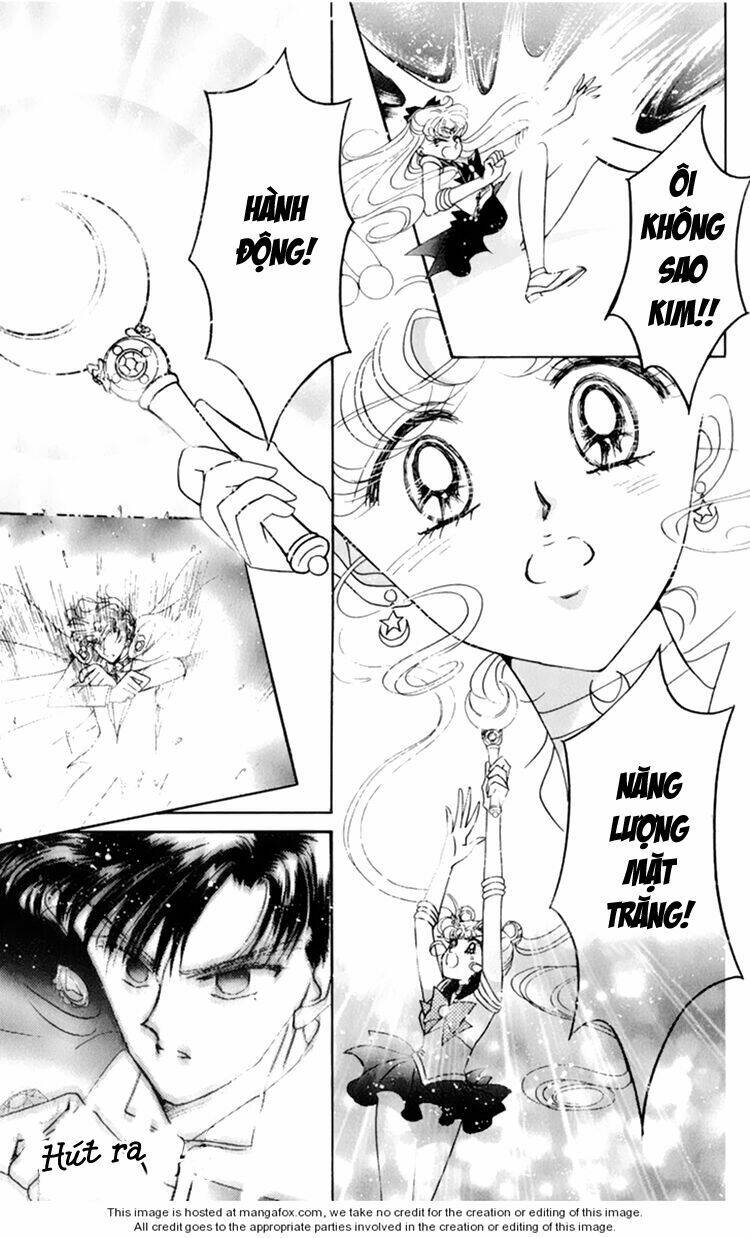 ÔI
KHÔNG
SAO
KIM!!
HÀNH
ĐỘNG!
NĂNG
LƯỢNG
MẶT
TRĂNG!
Hút ra
This image is hosted at mangafox.com, we take no credit for the creation or editing of this image.
All credit goes to the appropriate parties involved in the creation or editing of this image.